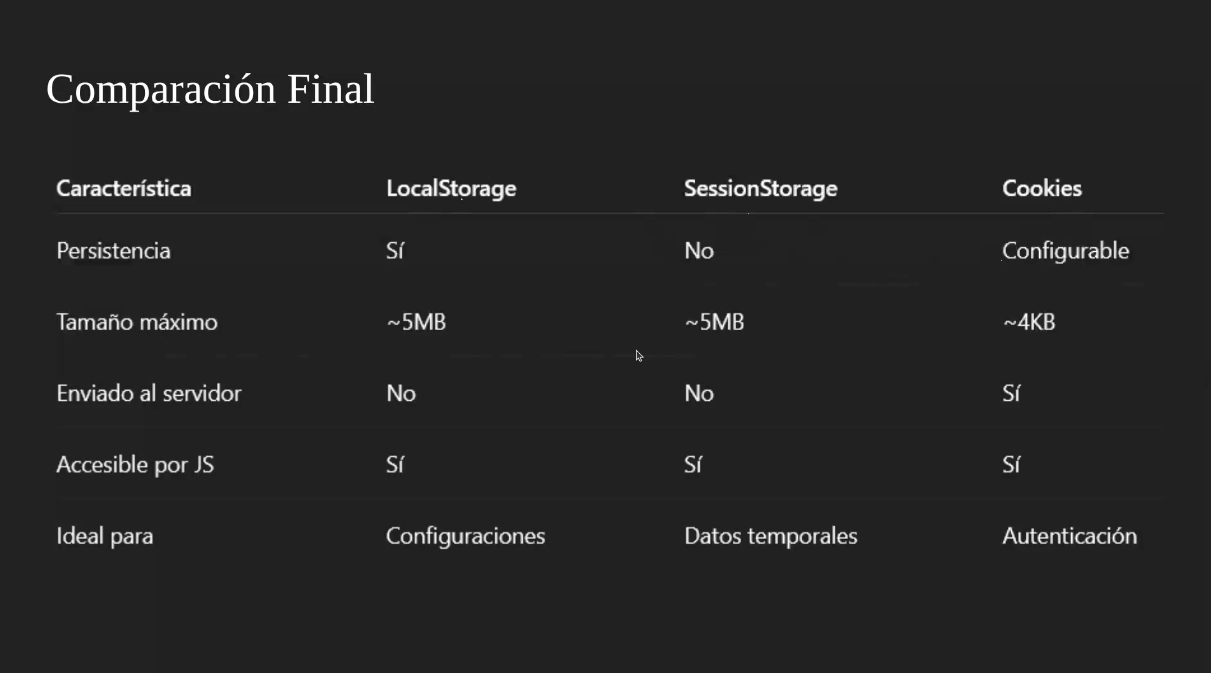 Comparación Final
Característica LocalStorage SessionStorage Cookies
Persistencia Sí No Configurable
Tamaño máximo ~5MB ~5MB ~4KB
Enviado al servidor No No Sí
Accesible por JS Sí Sí Sí
Ideal para Configuraciones Datos temporales Autenticación